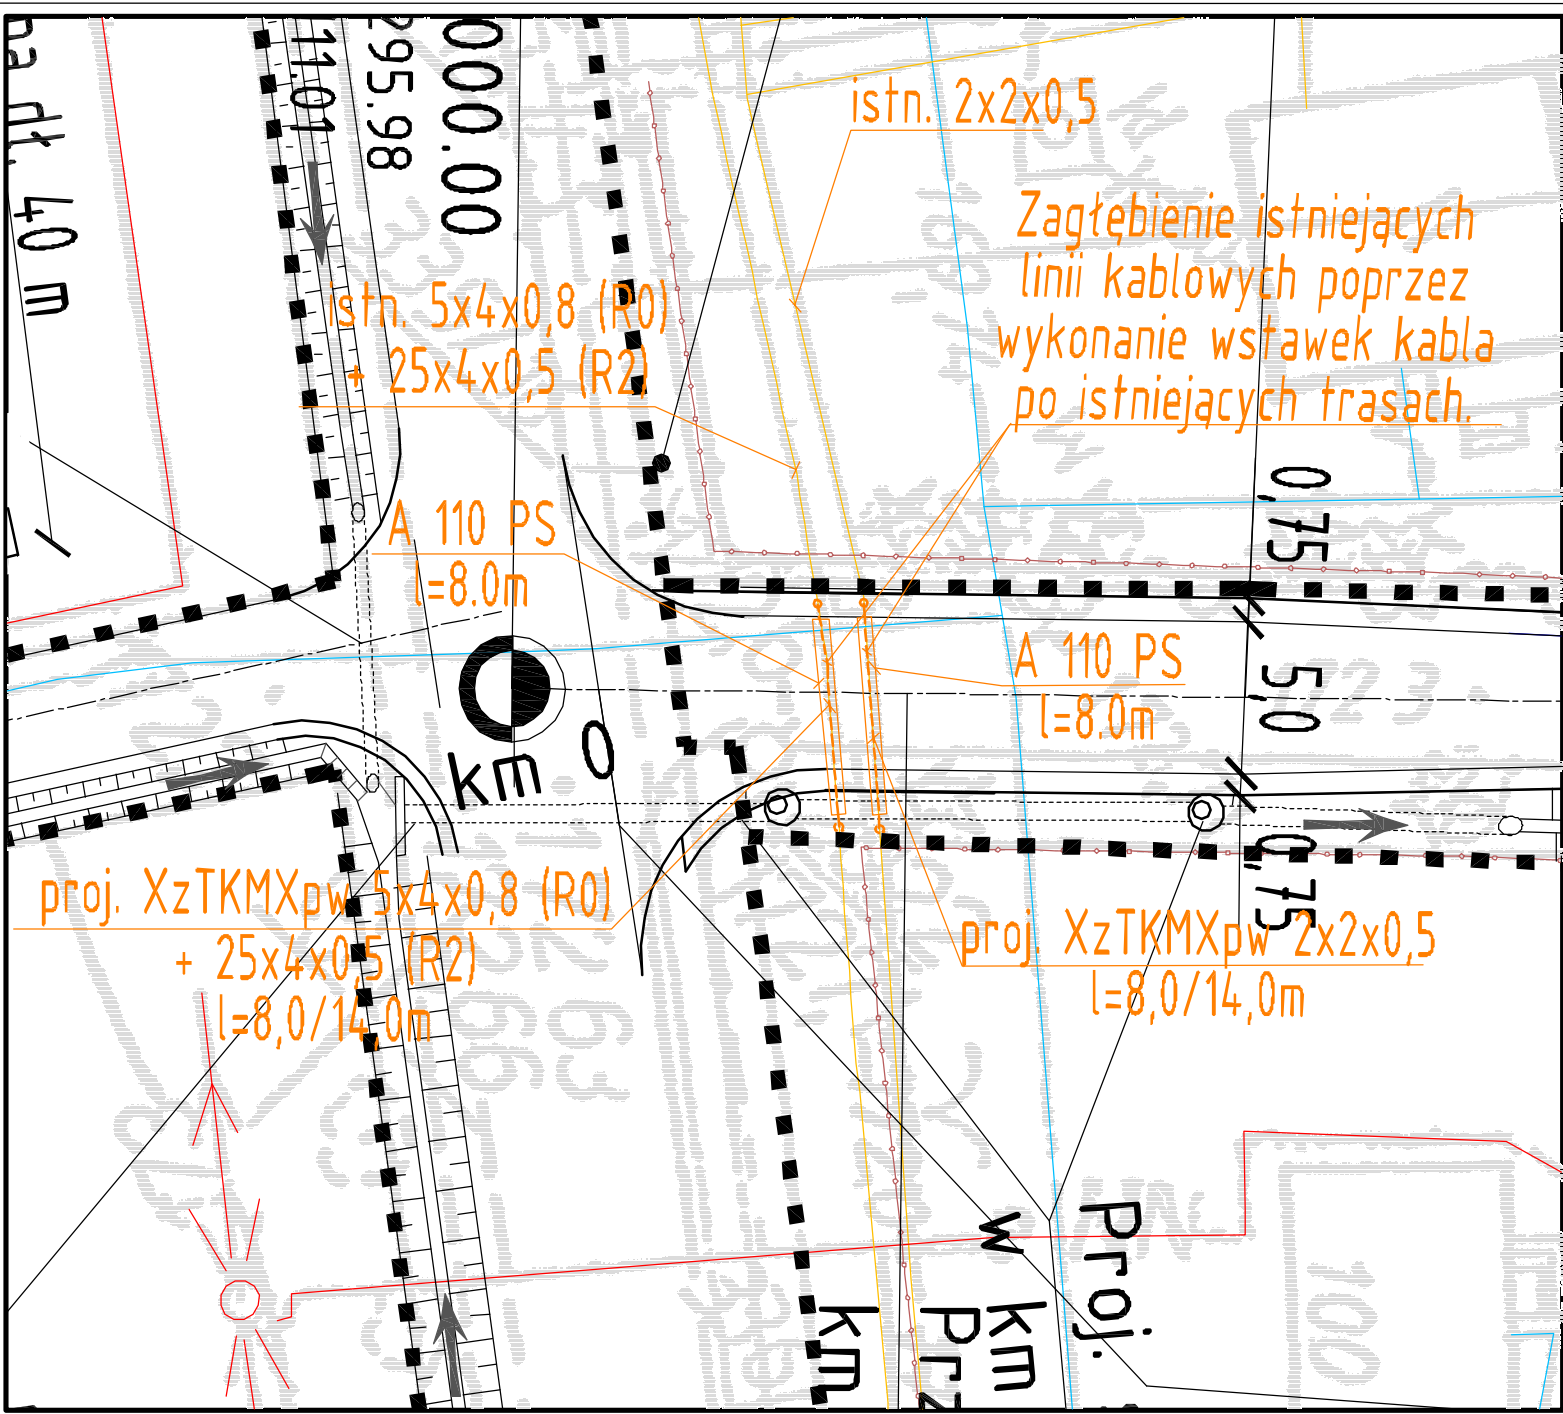 000.00
295.98
11.01
40 m
istn. 2x2x0,5
Zagłębienie istniejących
linii kablowych poprzez
wykonanie wstawek kabla
po istniejących trasach.
istn. 5x4x0,8 (R0)
+ 25x4x0,5 (R2)
A 110 PS
l=8.0m
0,75
A 110 PS
l=8.0m
5,0
km 0
0,75
proj. XzTKMXpw 5x4x0,8 (R0)
+ 25x4x0,5 (R2)
l=8,0/14,0m
proj. XzTKMXpw 2x2x0,5
l=8,0/14,0m
Proj.
w
km
km